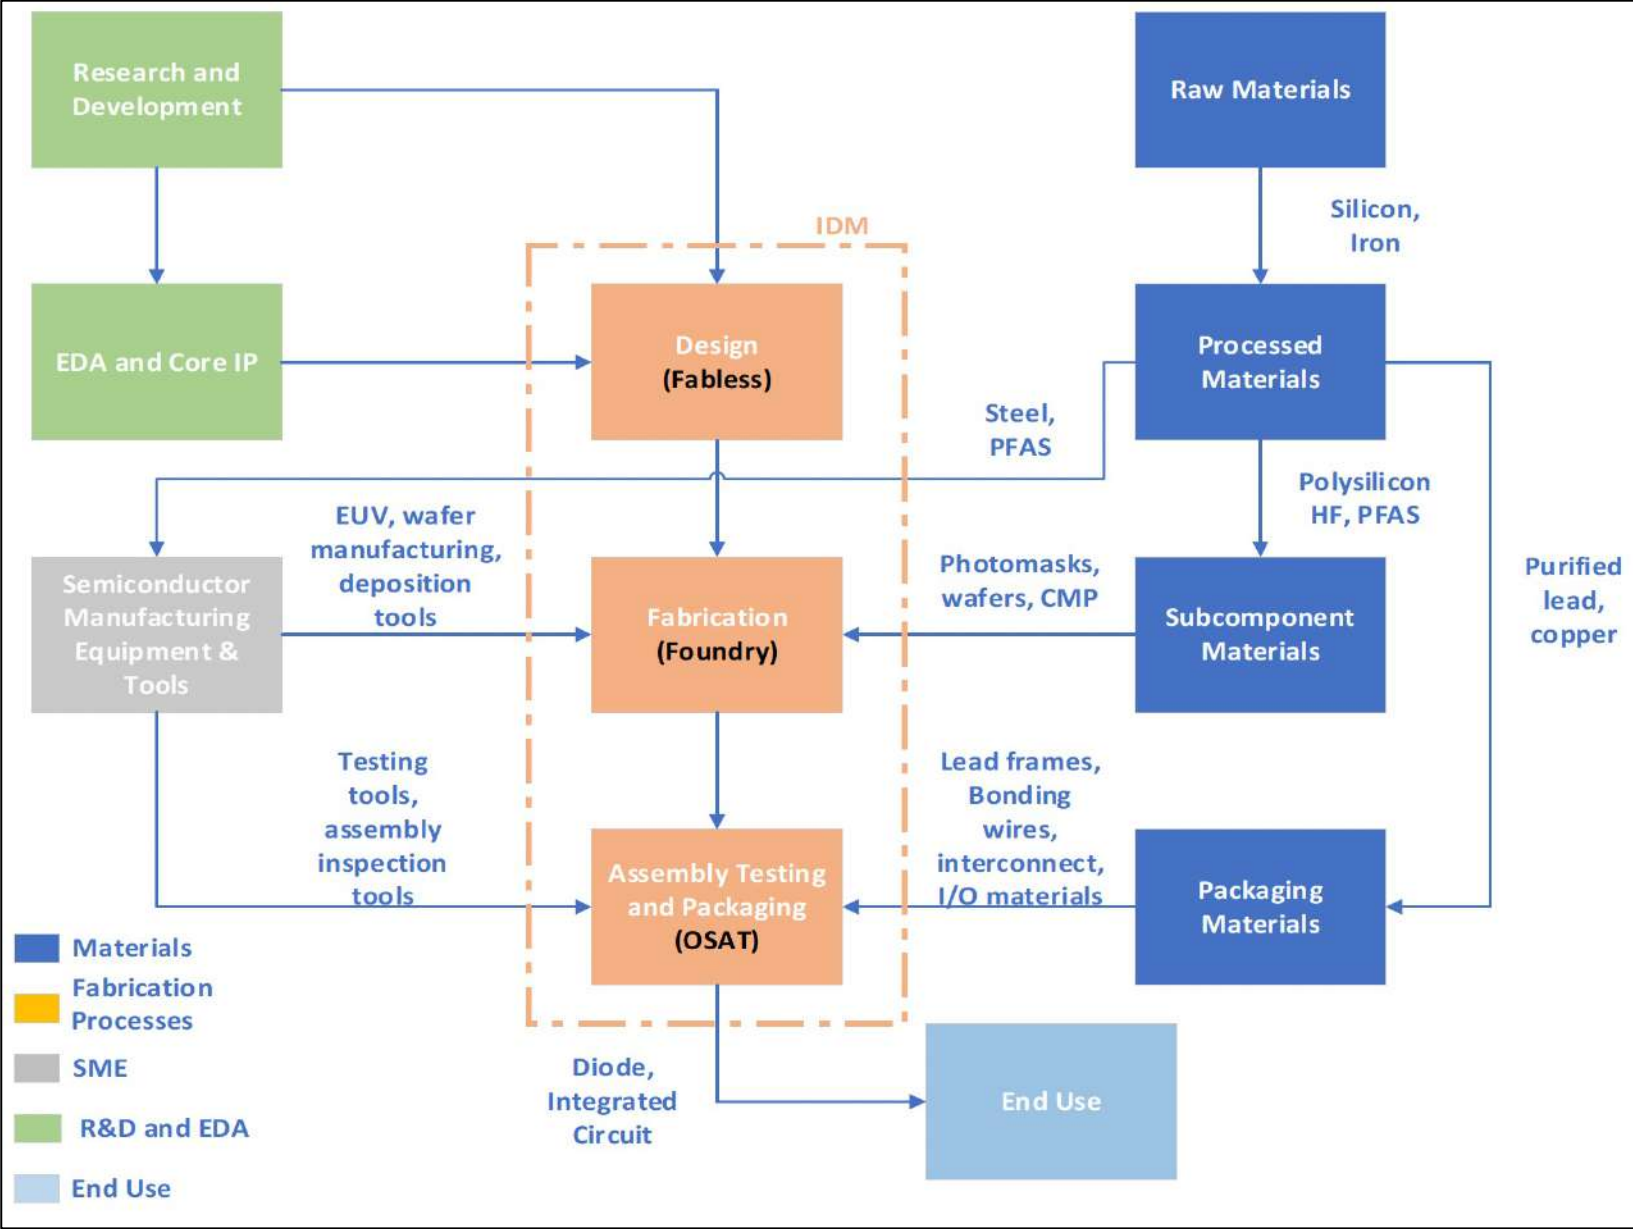 Research and
Development
Raw Materials
Silicon,
Iron
IDM
EDA and Core IP
Design
(Fabless)
Processed
Materials
Steel,
PFAS
Polysilicon
HF, PFAS
EUV, wafer
manufacturing,
deposition
tools
Photomasks,
wafers, CMP
Purified
lead,
copper
Semiconductor
Manufacturing
Equipment &
Tools
Fabrication
(Foundry)
Subcomponent
Materials
Testing
tools,
assembly
inspection
tools
Lead frames,
Bonding
wires,
interconnect,
I/O materials
Assembly Testing
and Packaging
(OSAT)
Packaging
Materials
Materials
Fabrication
Processes
SME
R&D and EDA
End Use
Diode,
Integrated
Circuit
End Use